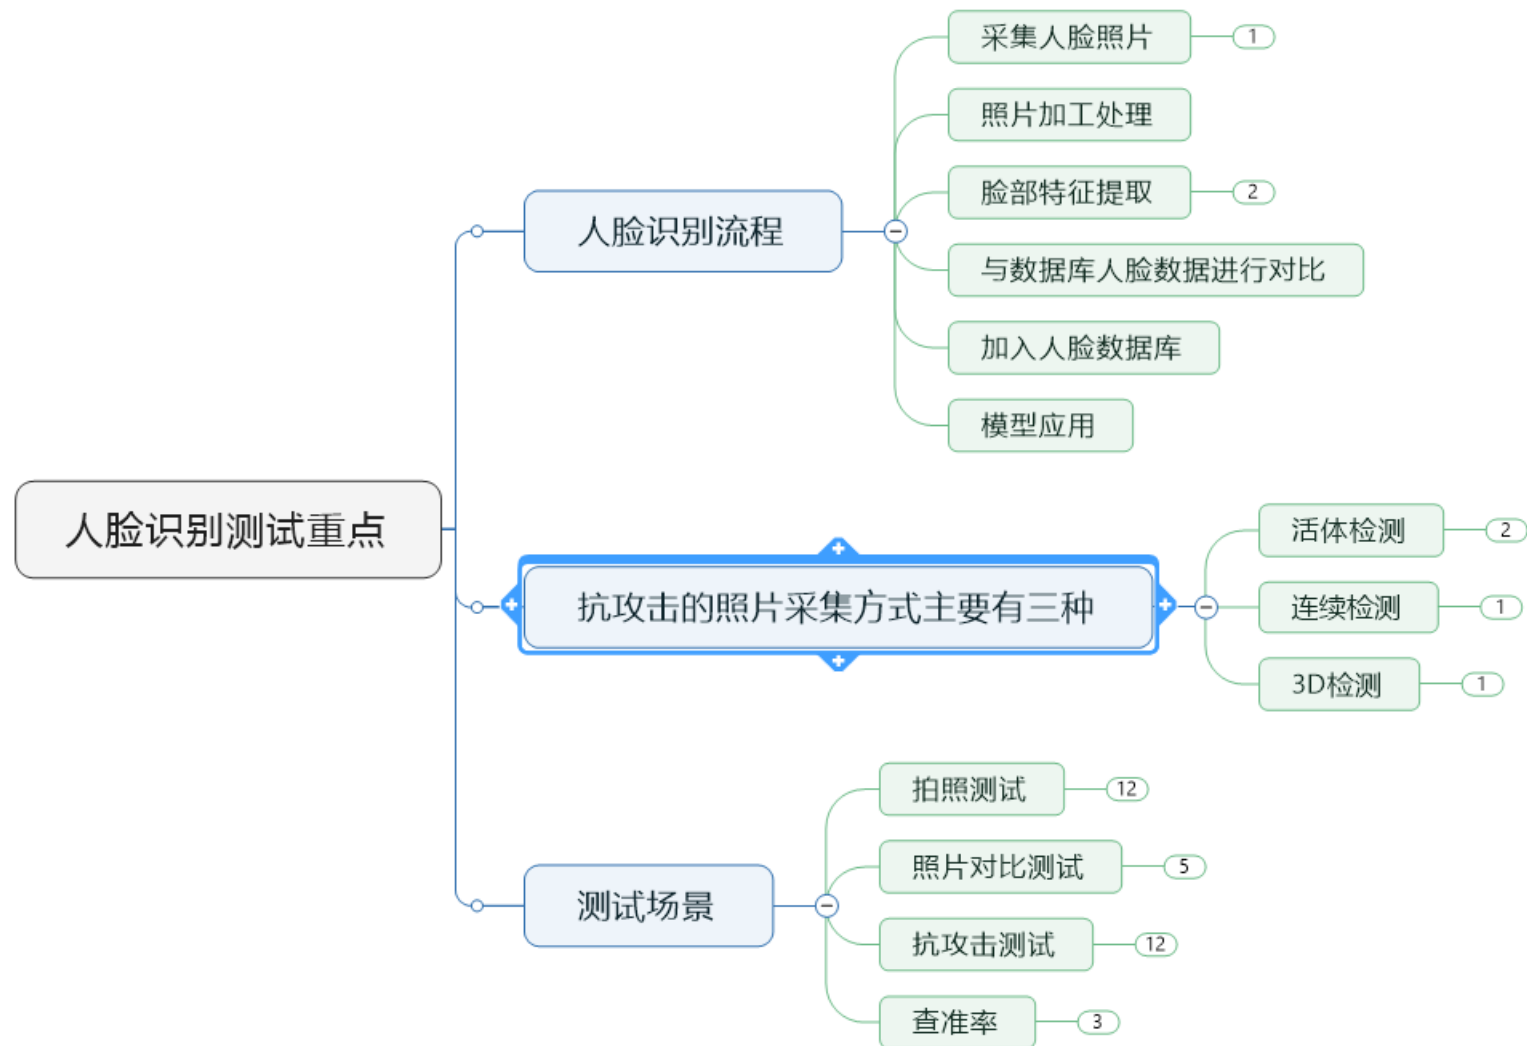 人脸识别测试重点
人脸识别流程
采集人脸照片
1
照片加工处理
脸部特征提取
2
与数据库人脸数据进行对比
加入人脸数据库
模型应用
抗攻击的照片采集方式主要有三种
活体检测
2
连续检测
1
3D检测
1
测试场景
拍照测试
12
照片对比测试
5
抗攻击测试
12
查准率
3